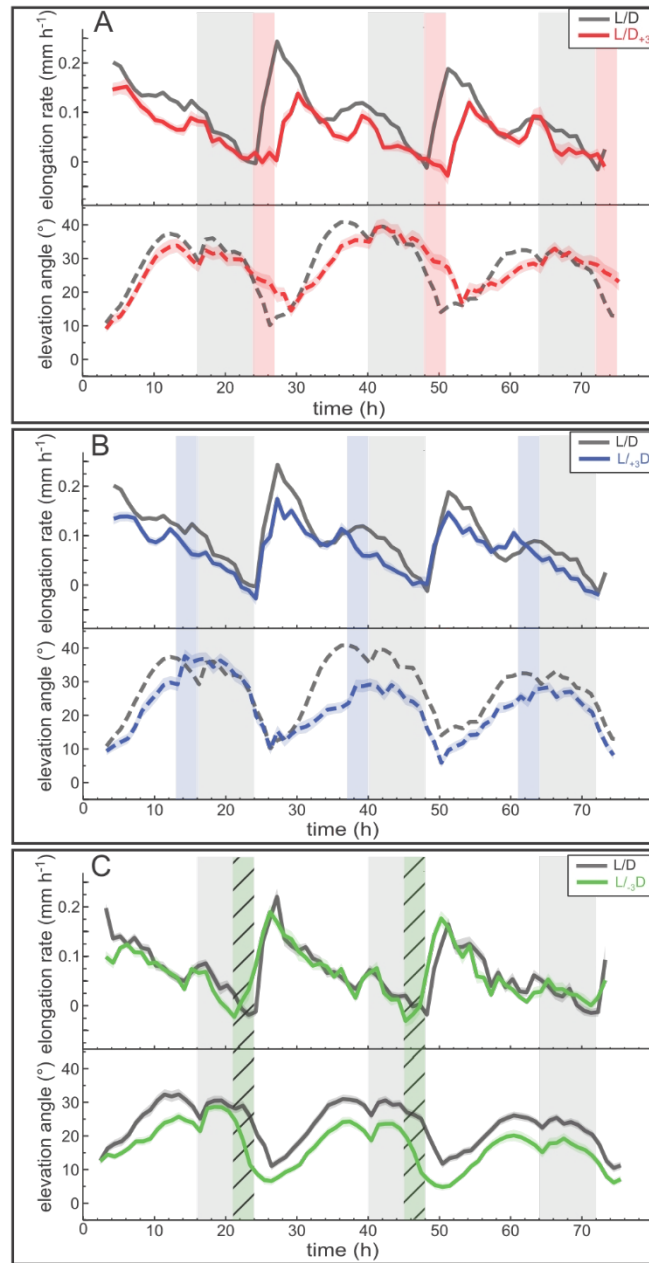 A
L/D
L/D+3
elongation rate (mm h⁻¹)
0.2
0.1
0
elevation angle (°)
40
30
20
10
0
0 10 20 30 40 50 60 70
time (h)
B
L/D
L/+3D
elongation rate (mm h⁻¹)
0.2
0.1
0
elevation angle (°)
40
30
20
10
0
0 10 20 30 40 50 60 70
time (h)
C
L/D
L/-3D
elongation rate (mm h⁻¹)
0.2
0.1
0
elevation angle (°)
30
20
10
0
0 10 20 30 40 50 60 70
time (h)